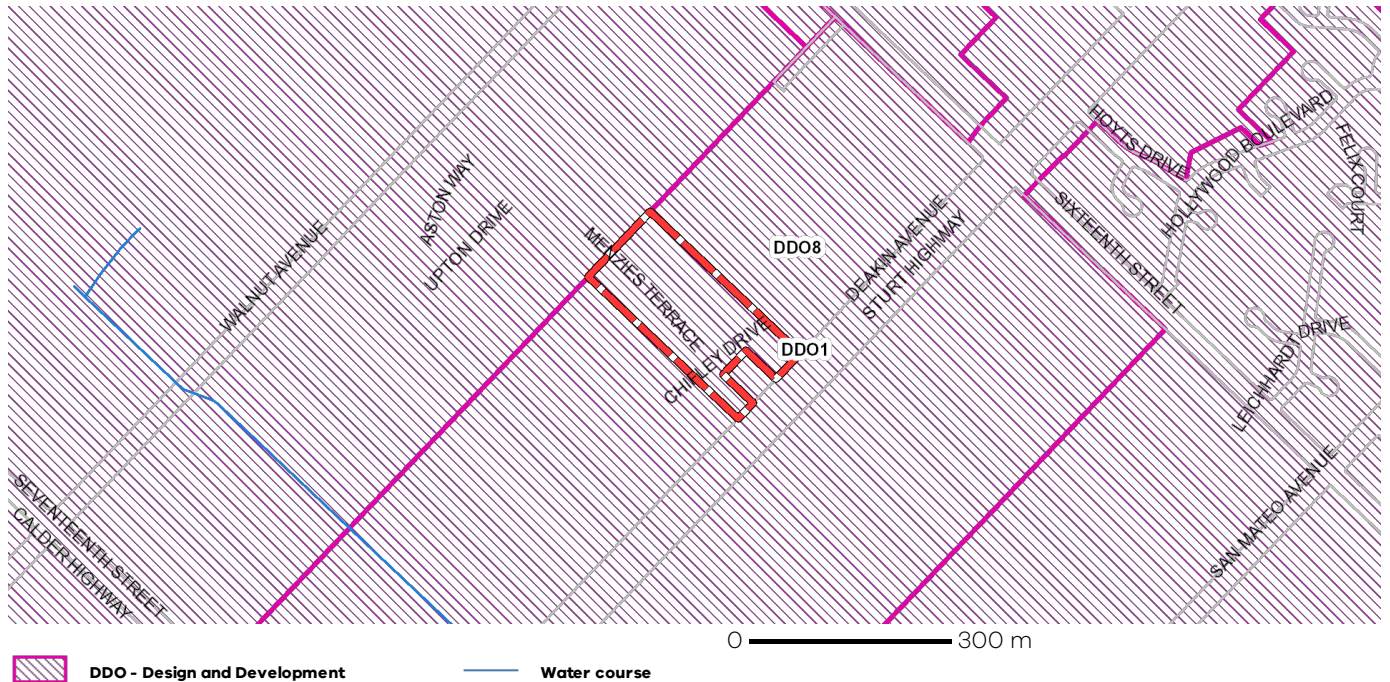 HOYTS DRIVE
HOLLYWOOD BOULEVARD
FELIX COURT
ASTON WAY
UPTON DRIVE
WALNUT AVENUE
MENZIES TERRACE
DDO8
DEAKIN AVENUE
STURT HIGHWAY
SIXTEENTH STREET
CHIFLEY DRIVE
DDO1
LEICHHARDT DRIVE
SAN MATEO AVENUE
SEVENTEENTH STREET
CALDER HIGHWAY
0 300 m
DDO - Design and Development
Water course